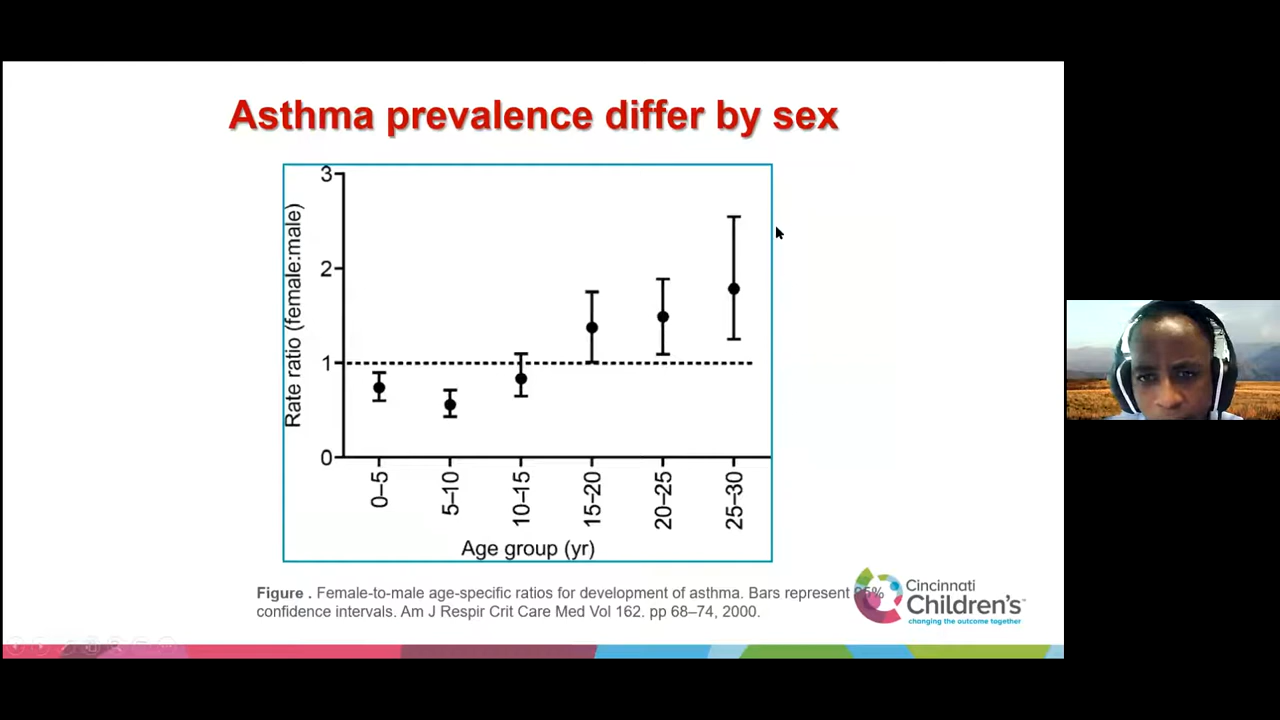 Asthma prevalence differ by sex
3
2
1
0
Rate ratio (female:male)
0–5
5–10
10–15
15–20
20–25
25–30
Age group (yr)
Figure . Female-to-male age-specific ratios for development of asthma. Bars represent 95%
confidence intervals. Am J Respir Crit Care Med Vol 162. pp 68–74, 2000.
Cincinnati
Children's™
changing the outcome together